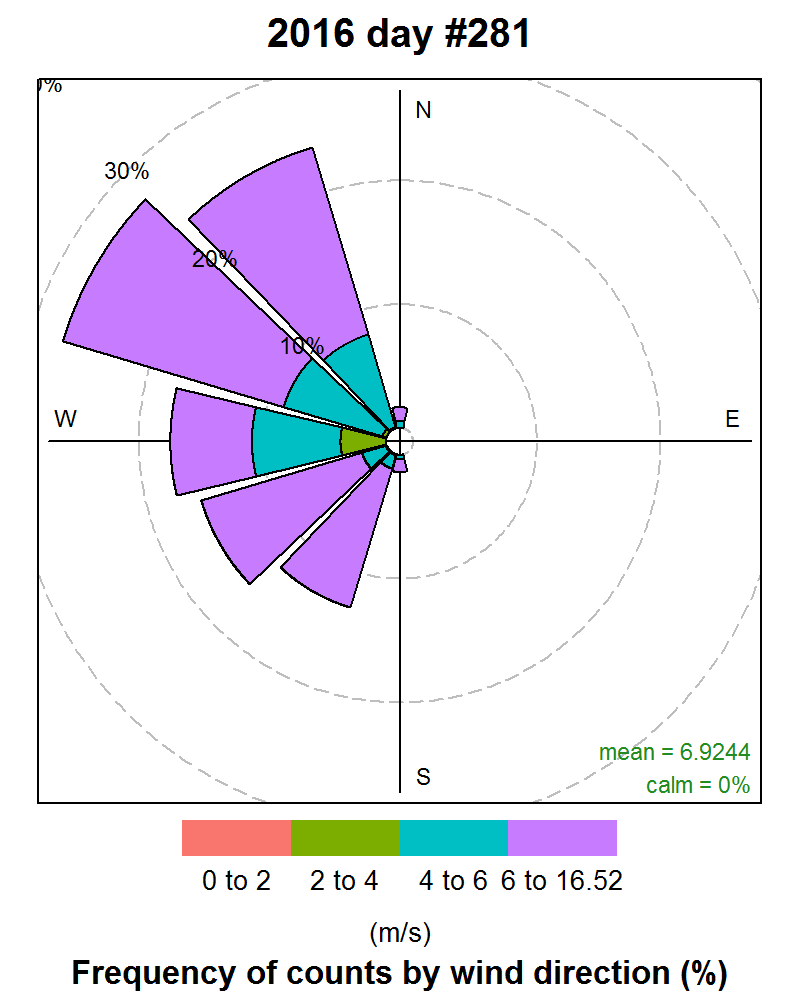 2016 day #281
N
30%
20%
10%
W
E
S
mean = 6.9244
calm = 0%
0 to 2 2 to 4 4 to 6 6 to 16.52
(m/s)
Frequency of counts by wind direction (%)